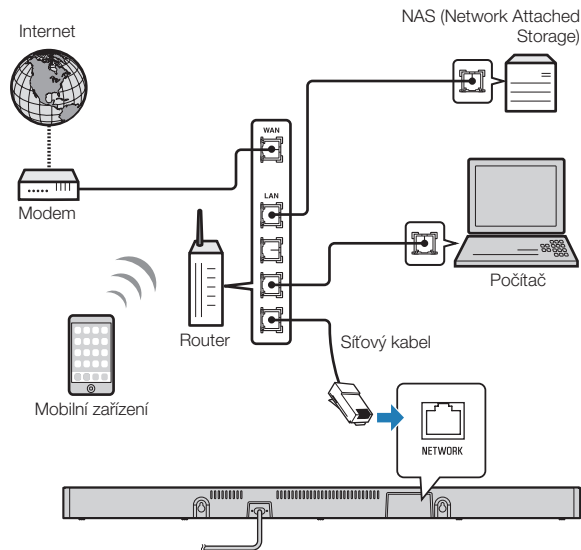 Internet
NAS (Network Attached
Storage)
WAN
LAN
Modem
Počítač
Router
Síťový kabel
Mobilní zařízení
NETWORK